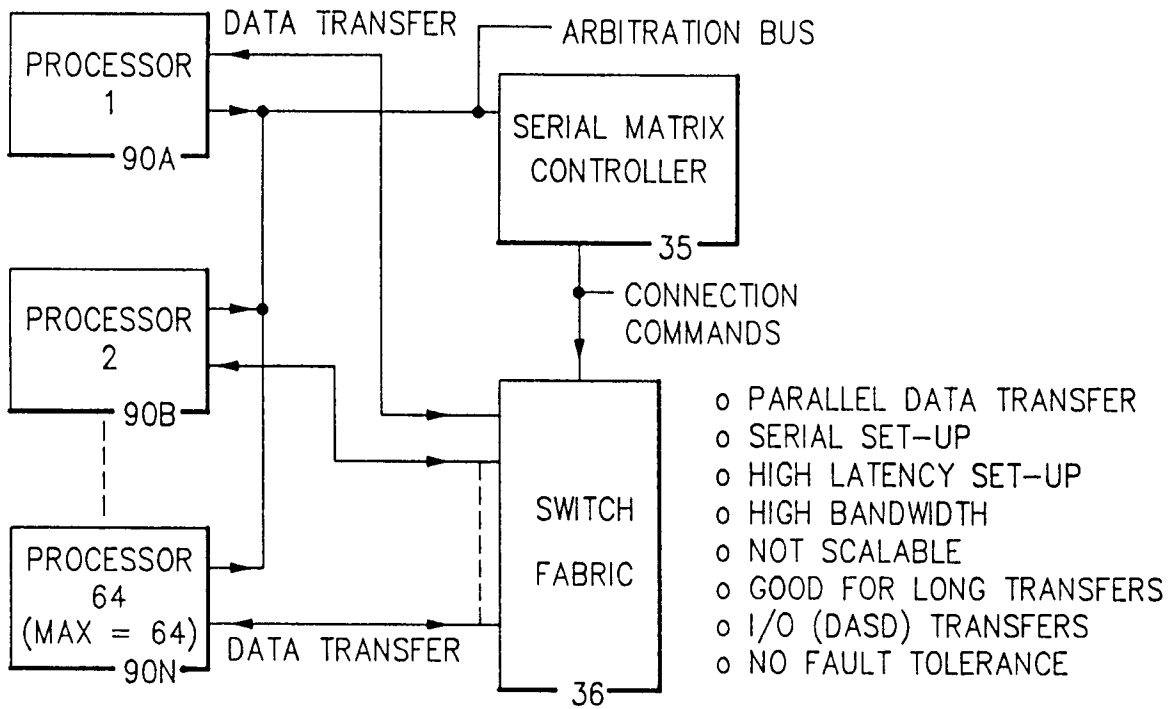 DATA TRANSFER
ARBITRATION BUS
PROCESSOR
1
90A
SERIAL MATRIX
CONTROLLER
35
PROCESSOR
2
90B
CONNECTION
COMMANDS
PROCESSOR
64
(MAX = 64)
90N
DATA TRANSFER
SWITCH
FABRIC
36
o PARALLEL DATA TRANSFER
o SERIAL SET-UP
o HIGH LATENCY SET-UP
o HIGH BANDWIDTH
o NOT SCALABLE
o GOOD FOR LONG TRANSFERS
o I/O (DASD) TRANSFERS
o NO FAULT TOLERANCE